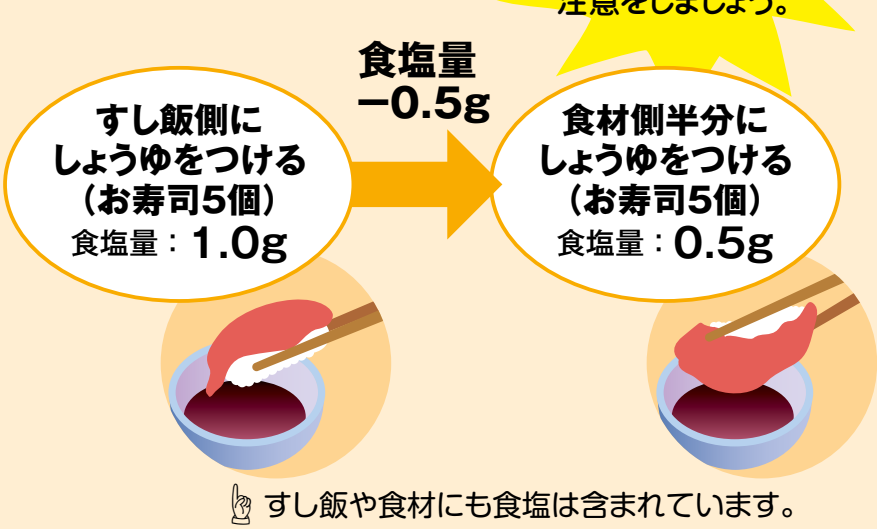 注意をしましょう。
食塩量
－0.5g
すし飯側に
しょうゆをつける
（お寿司5個）
食塩量：1.0g
食材側半分に
しょうゆをつける
（お寿司5個）
食塩量：0.5g
☝ すし飯や食材にも食塩は含まれています。